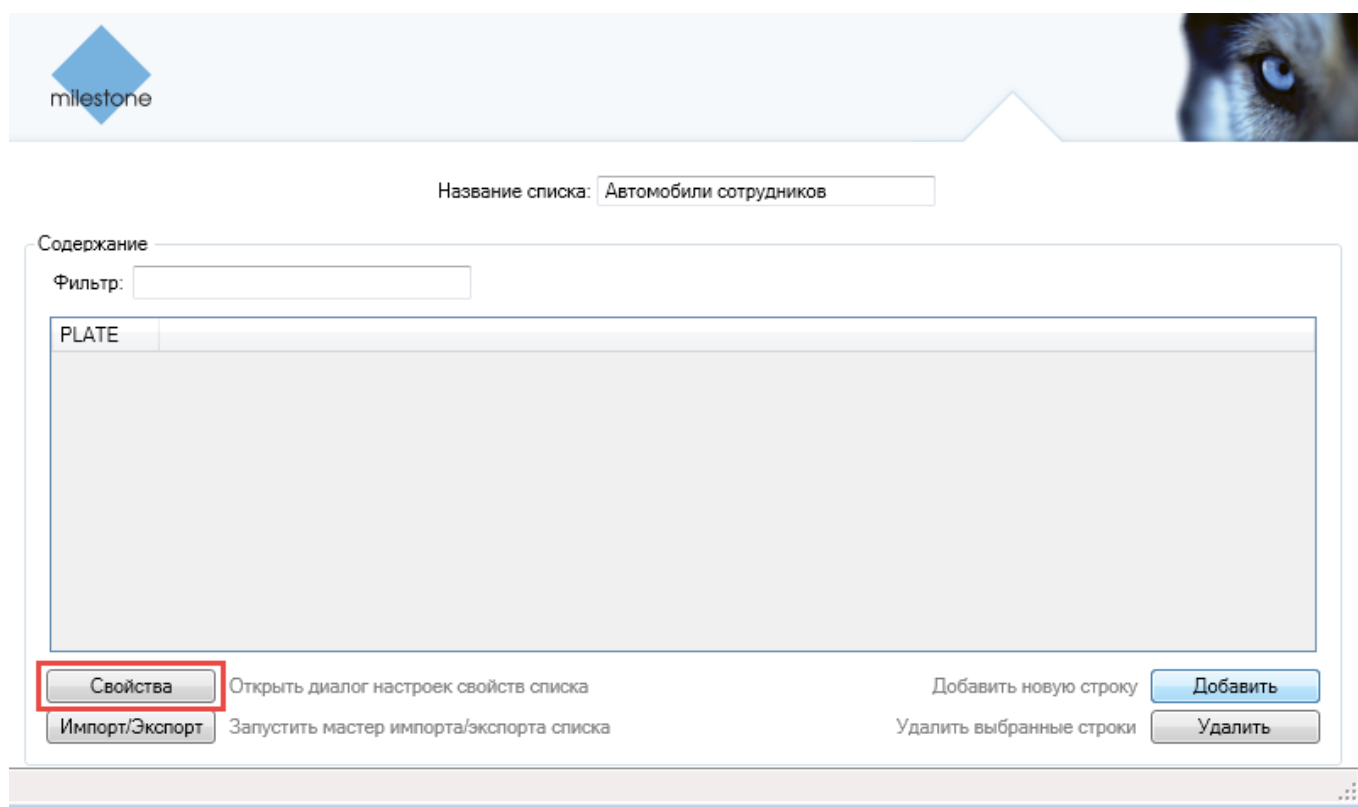 milestone
Название списка: Автомобили сотрудников
Содержание
Фильтр:
PLATE
Свойства Открыть диалог настроек свойств списка Добавить новую строку Добавить
Импорт/Экспорт Запустить мастер импорта/экспорта списка Удалить выбранные строки Удалить